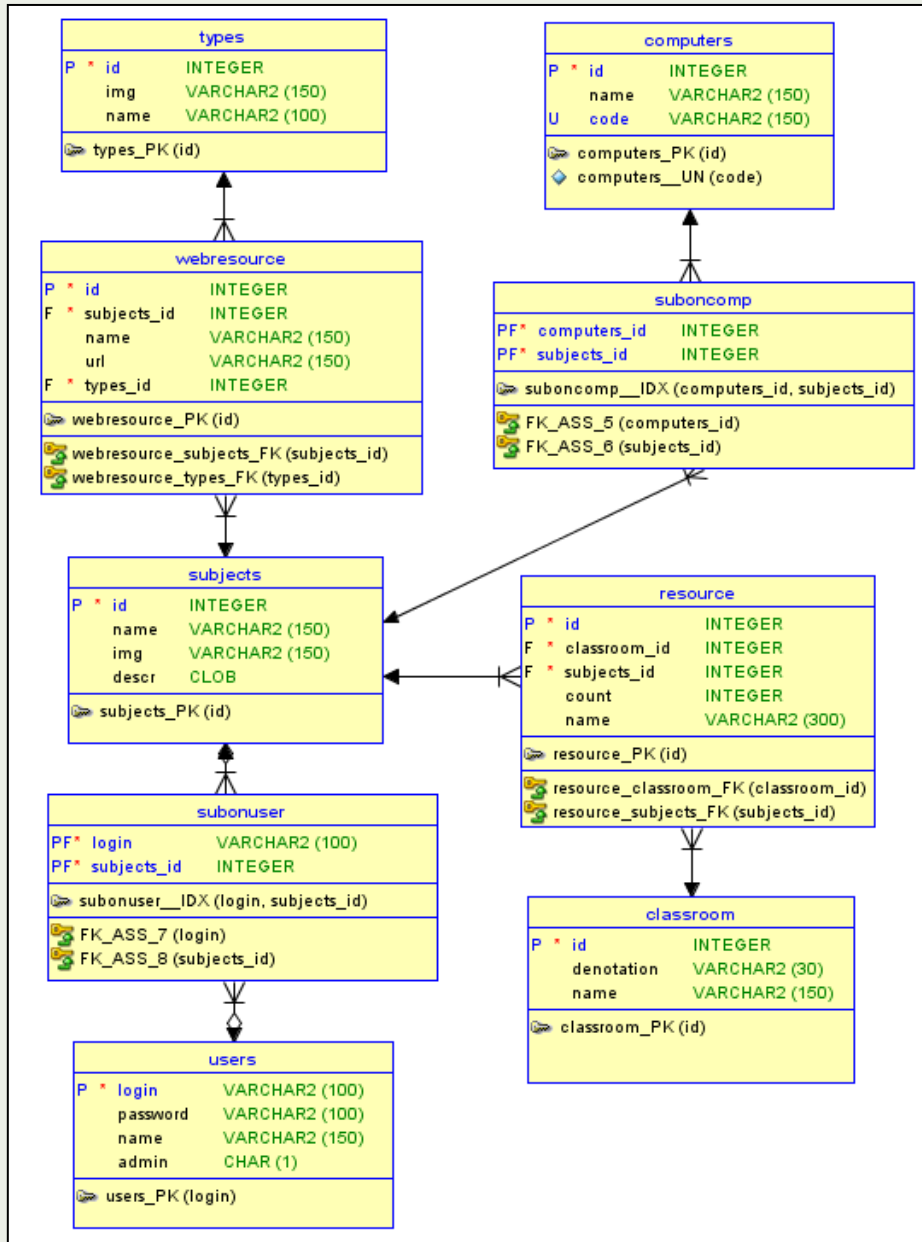 types
P * id INTEGER
img VARCHAR2 (150)
name VARCHAR2 (100)
types_PK (id)
computers
P * id INTEGER
name VARCHAR2 (150)
U code VARCHAR2 (150)
computers_PK (id)
computers__UN (code)
webresource
P * id INTEGER
F * subjects_id INTEGER
name VARCHAR2 (150)
url VARCHAR2 (150)
F * types_id INTEGER
webresource_PK (id)
webresource_subjects_FK (subjects_id)
webresource_types_FK (types_id)
suboncomp
PF* computers_id INTEGER
PF* subjects_id INTEGER
suboncomp__IDX (computers_id, subjects_id)
FK_ASS_5 (computers_id)
FK_ASS_6 (subjects_id)
subjects
P * id INTEGER
name VARCHAR2 (150)
img VARCHAR2 (150)
descr CLOB
subjects_PK (id)
resource
P * id INTEGER
F * classroom_id INTEGER
F * subjects_id INTEGER
count INTEGER
name VARCHAR2 (300)
resource_PK (id)
resource_classroom_FK (classroom_id)
resource_subjects_FK (subjects_id)
subonuser
PF* login VARCHAR2 (100)
PF* subjects_id INTEGER
subonuser__IDX (login, subjects_id)
FK_ASS_7 (login)
FK_ASS_8 (subjects_id)
classroom
P * id INTEGER
denotation VARCHAR2 (30)
name VARCHAR2 (150)
classroom_PK (id)
users
P * login VARCHAR2 (100)
password VARCHAR2 (100)
name VARCHAR2 (150)
admin CHAR (1)
users_PK (login)